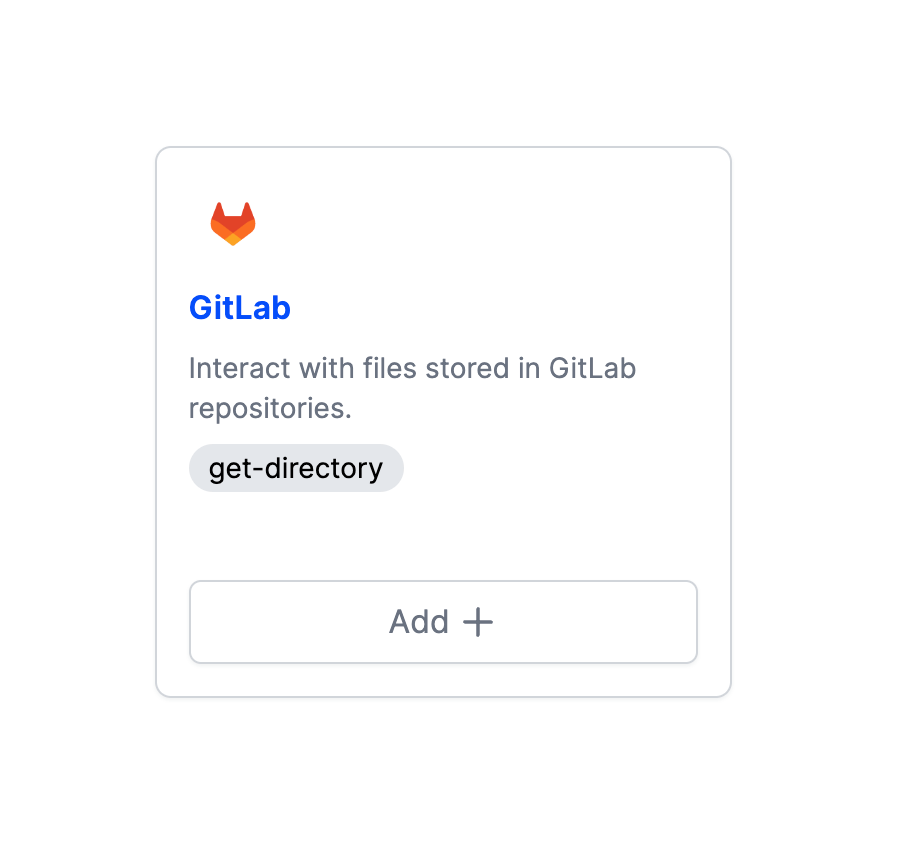 GitLab
Interact with files stored in GitLab
repositories.
get-directory
Add +